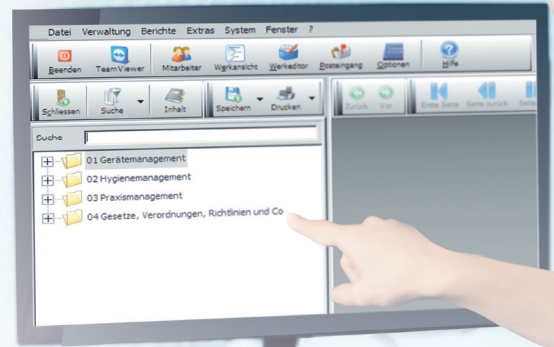 Datei Verwaltung Berichte Extras System Fenster ?
Beenden TeamViewer Mitarbeiter Werkansicht Werkeditor Posteingang Optionen Hilfe
Schliessen Suche Inhalt Speichern Drucken Zurück Vor Erste Seite Seite zurück Seite
Suche
01 Gerätemanagement
02 Hygienemanagement
03 Praxismanagement
04 Gesetze, Verordnungen, Richtlinien und Co